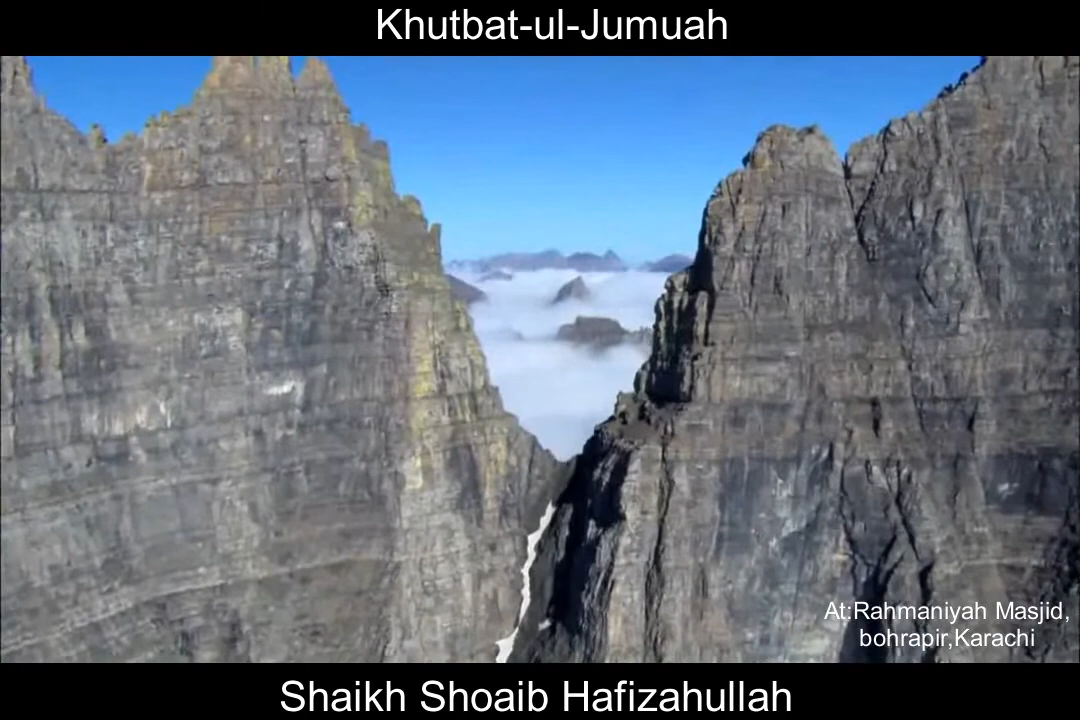 Khutbat-ul-Jumuah
At:Rahmaniyah Masjid,
bohrapir,Karachi
Shaikh Shoaib Hafizahullah